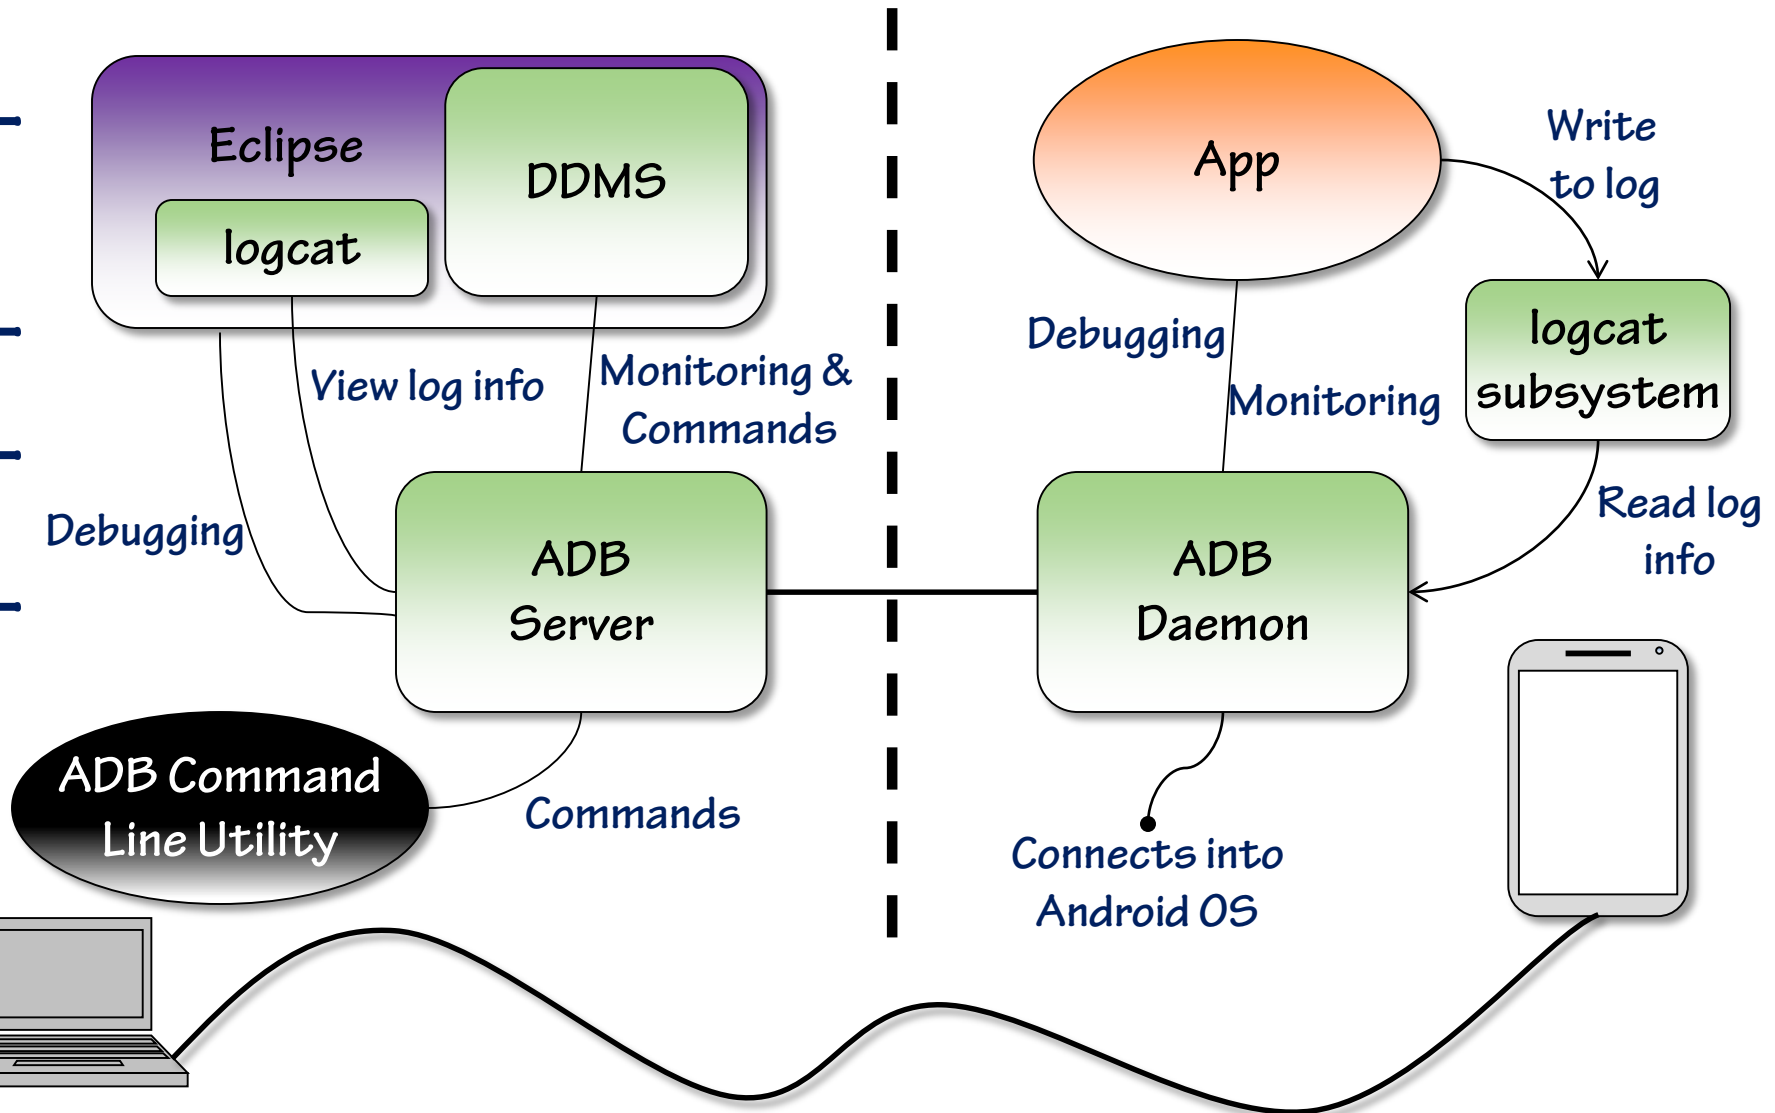 Eclipse
DDMS
logcat
View log info
Monitoring &
Commands
Debugging
ADB
Server
ADB Command
Line Utility
Commands
App
Write
to log
Debugging
Monitoring
logcat
subsystem
Read log
info
ADB
Daemon
Connects into
Android OS